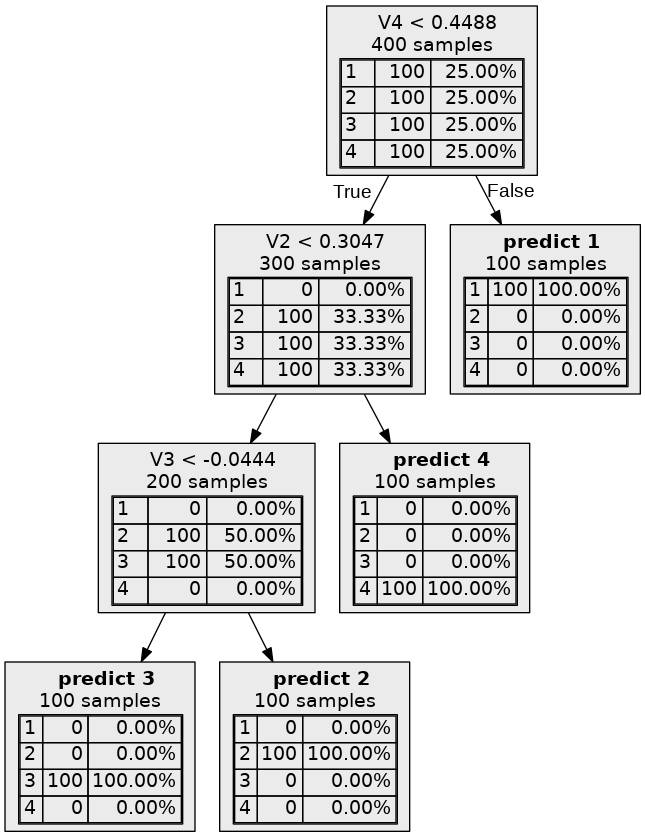 V4 < 0.4488
400 samples
1 100 25.00%
2 100 25.00%
3 100 25.00%
4 100 25.00%
True
False
V2 < 0.3047
300 samples
1 0 0.00%
2 100 33.33%
3 100 33.33%
4 100 33.33%
predict 1
100 samples
1 100 100.00%
2 0 0.00%
3 0 0.00%
4 0 0.00%
V3 < -0.0444
200 samples
1 0 0.00%
2 100 50.00%
3 100 50.00%
4 0 0.00%
predict 4
100 samples
1 0 0.00%
2 0 0.00%
3 0 0.00%
4 100 100.00%
predict 3
100 samples
1 0 0.00%
2 0 0.00%
3 100 100.00%
4 0 0.00%
predict 2
100 samples
1 0 0.00%
2 100 100.00%
3 0 0.00%
4 0 0.00%